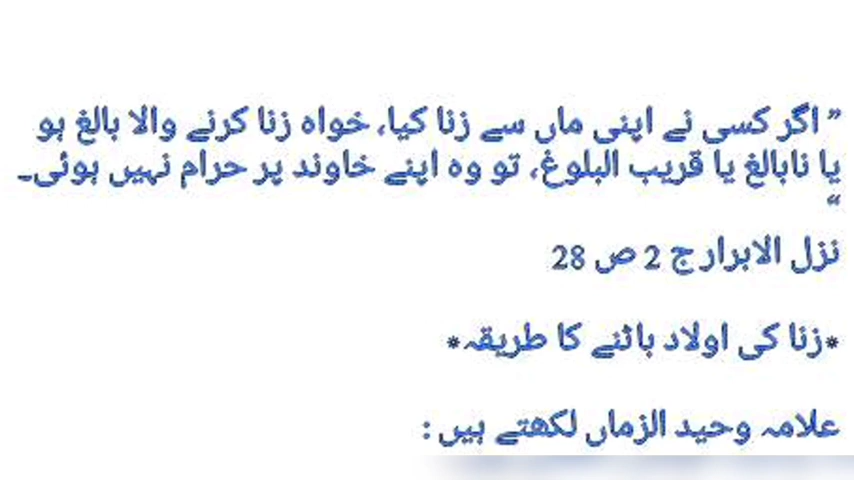 ” اگر کسی نے اپنی ماں سے زنا کیا، خواہ زنا کرنے والا بالغ ہو
یا نابالغ یا قریب البلوغ، تو وہ اپنے خاوند پر حرام نہیں ہوئی۔
“
نزل الابرار ج 2 ص 28
*زنا کی اولاد بانٹنے کا طریقہ*
علامہ وحید الزماں لکھتے ہیں :